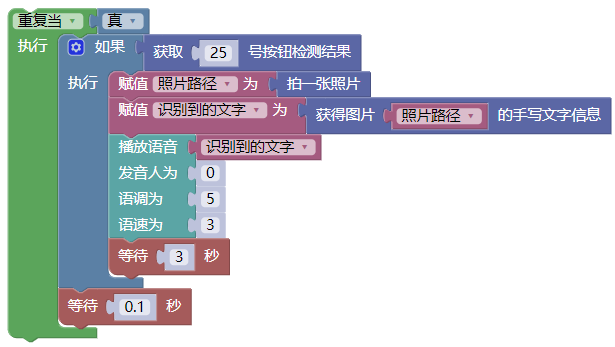 重复当 真
执行 如果 获取 25 号按钮检测结果
执行 赋值 照片路径 为 拍一张照片
赋值 识别到的文字 为 获得图片 照片路径 的手写文字信息
播放语音 识别到的文字
发音人为 0
语调为 5
语速为 3
等待 3 秒
等待 0.1 秒